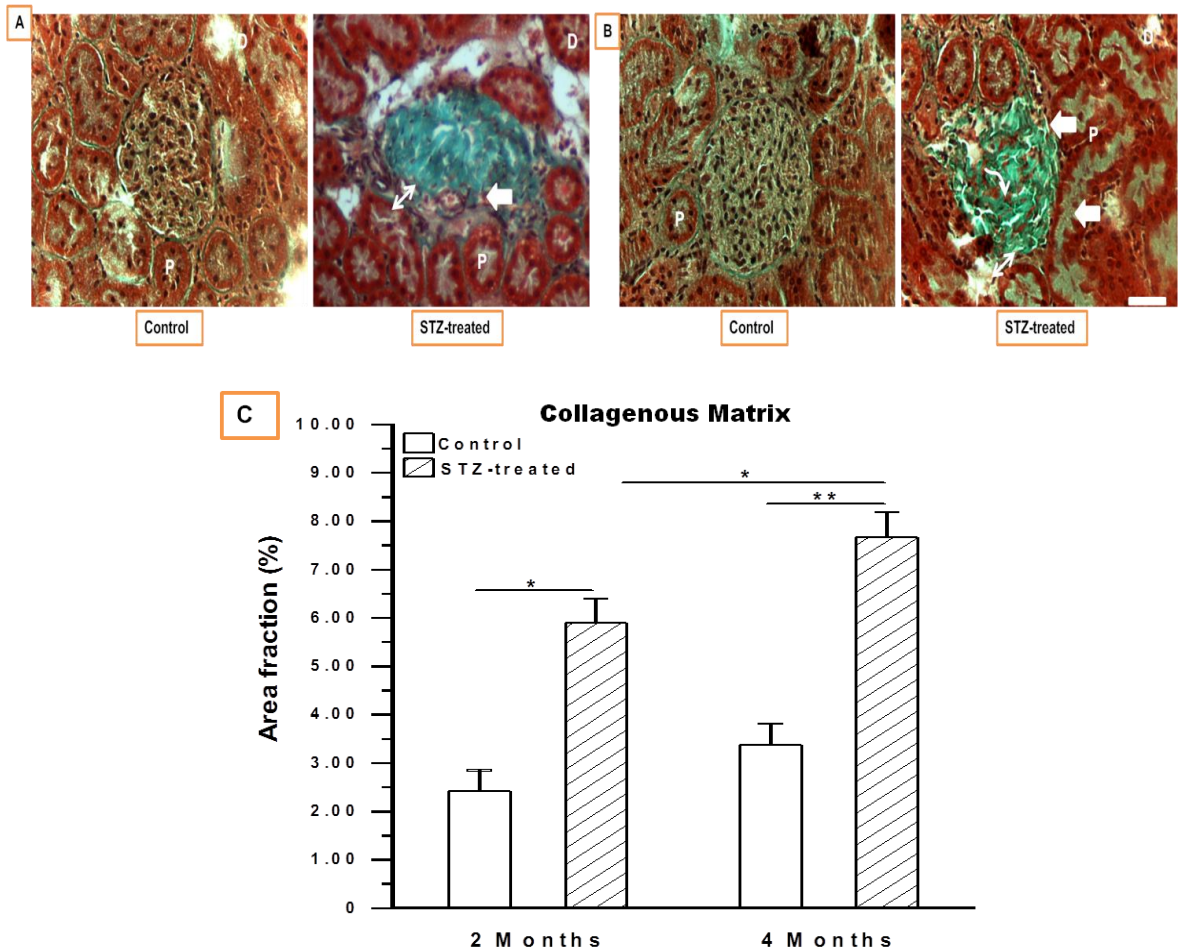 A
D
P
Control
D
P
STZ-treated
B
P
Control
D
P
STZ-treated
C
Collagenous Matrix
Control
STZ-treated
Area fraction (%)
10.00
9.00
8.00
7.00
6.00
5.00
4.00
3.00
2.00
1.00
0
*
*
**
2 Months
4 Months